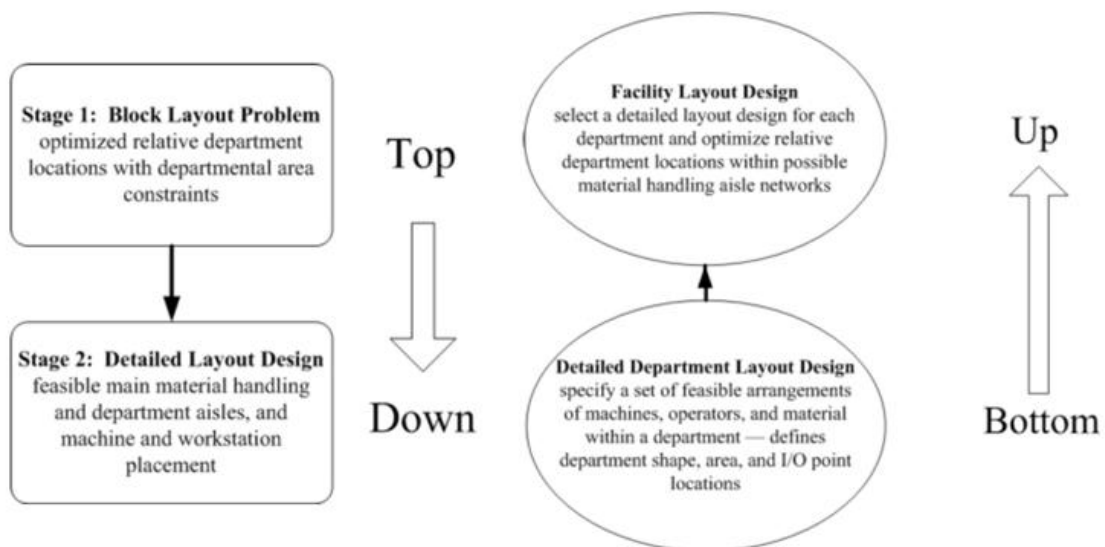 Stage 1: Block Layout Problem
optimized relative department
locations with departmental area
constraints
Stage 2: Detailed Layout Design
feasible main material handling
and department aisles, and
machine and workstation
placement
Top
Down
Facility Layout Design
select a detailed layout design for each
department and optimize relative
department locations within possible
material handling aisle networks
Detailed Department Layout Design
specify a set of feasible arrangements
of machines, operators, and material
within a department — defines
department shape, area, and I/O point
locations
Up
Bottom